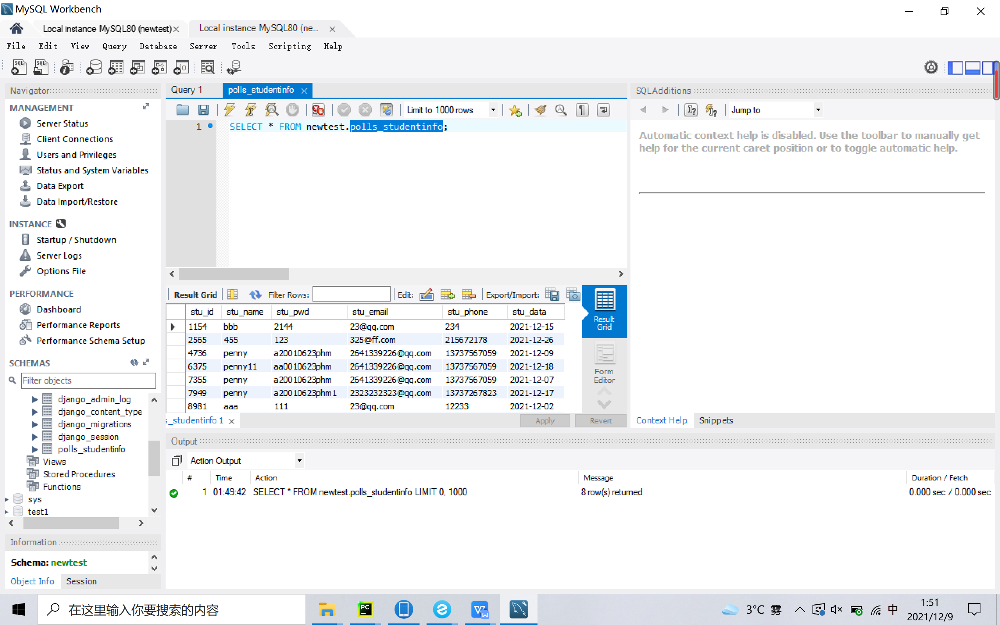 MySQL Workbench
Local instance MySQL80 (newtest)
Local instance MySQL80 (ne...
File Edit View Query Database Server Tools Scripting Help
Navigator
MANAGEMENT
Server Status
Client Connections
Users and Privileges
Status and System Variables
Data Export
Data Import/Restore
INSTANCE
Startup / Shutdown
Server Logs
Options File
PERFORMANCE
Dashboard
Performance Reports
Performance Schema Setup
SCHEMAS
Filter objects
django_admin_log
django_content_type
django_migrations
django_session
polls_studentinfo
Views
Stored Procedures
Functions
sys
test1
Information
Schema: newtest
Object Info Session
Query 1 polls_studentinfo
Limit to 1000 rows
1 SELECT * FROM newtest.polls_studentinfo;
Result Grid Filter Rows: Edit: Export/Import:
stu_id stu_name stu_pwd stu_email stu_phone stu_data
1154 bbb 2144 23@qq.com 234 2021-12-15
2565 455 123 325@ff.com 215672178 2021-12-26
4736 penny a20010623phm 2641339226@qq.com 13737567059 2021-12-09
6375 penny11 aa0010623phm 2641339226@qq.com 13737567059 2021-12-18
7355 penny a20010623phm 2641339226@qq.com 13737567059 2021-12-07
7949 penny a20010623phm1 2323232323@qq.com 13737267823 2021-12-17
8981 aaa 111 23@qq.com 12233 2021-12-02
Result
Grid
Form
Editor
s_studentinfo 1
Apply Revert
SQLAdditions
Jump to
Automatic context help is disabled. Use the toolbar to manually get
help for the current caret position or to toggle automatic help.
Context Help Snippets
Output
Action Output
# Time Action Message Duration / Fetch
1 01:49:42 SELECT * FROM newtest.polls_studentinfo LIMIT 0, 1000 8 row(s) returned 0.000 sec / 0.000 sec
在这里输入你要搜索的内容
3°C 雾
中
1:51
2021/12/9